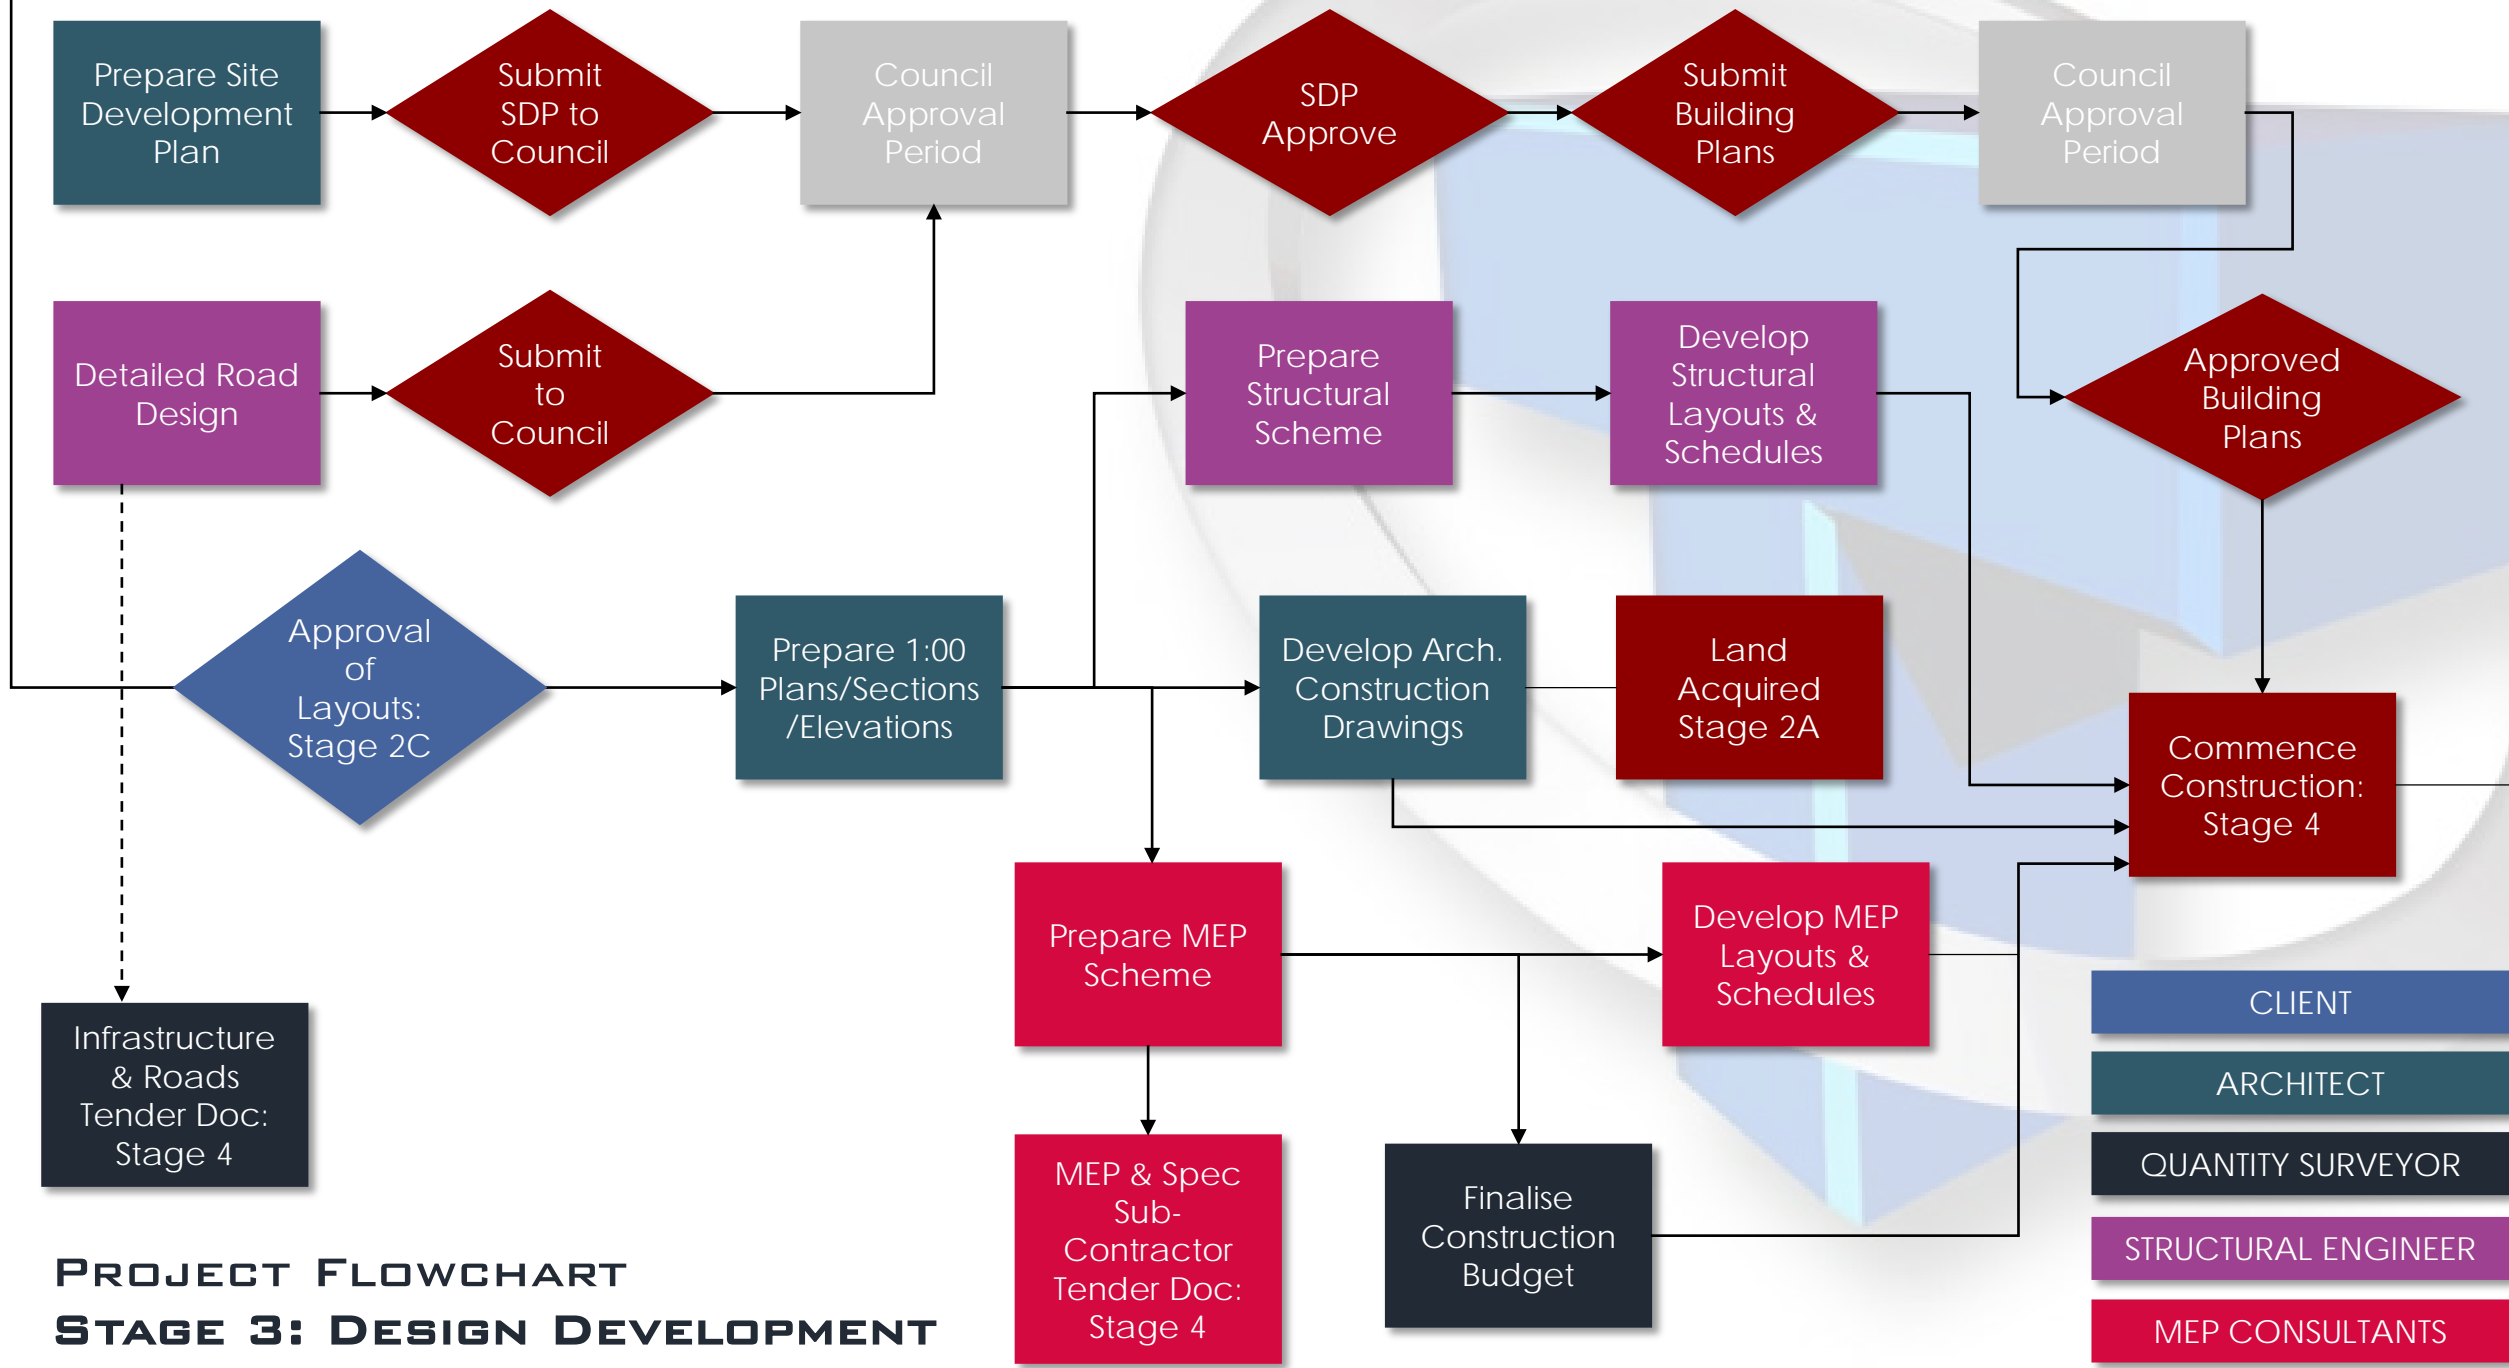 Prepare Site
Development
Plan
Submit
SDP to
Council
Council
Approval
Period
SDP
Approve
Submit
Building
Plans
Council
Approval
Period
Detailed Road
Design
Submit
to
Council
Prepare
Structural
Scheme
Develop
Structural
Layouts &
Schedules
Approved
Building
Plans
Approval
of
Layouts:
Stage 2C
Prepare 1:00
Plans/Sections
/Elevations
Develop Arch.
Construction
Drawings
Land
Acquired
Stage 2A
Commence
Construction:
Stage 4
Prepare MEP
Scheme
Develop MEP
Layouts &
Schedules
Infrastructure
& Roads
Tender Doc:
Stage 4
MEP & Spec
Sub-
Contractor
Tender Doc:
Stage 4
Finalise
Construction
Budget
CLIENT
ARCHITECT
QUANTITY SURVEYOR
STRUCTURAL ENGINEER
MEP CONSULTANTS
PROJECT FLOWCHART
STAGE 3: DESIGN DEVELOPMENT